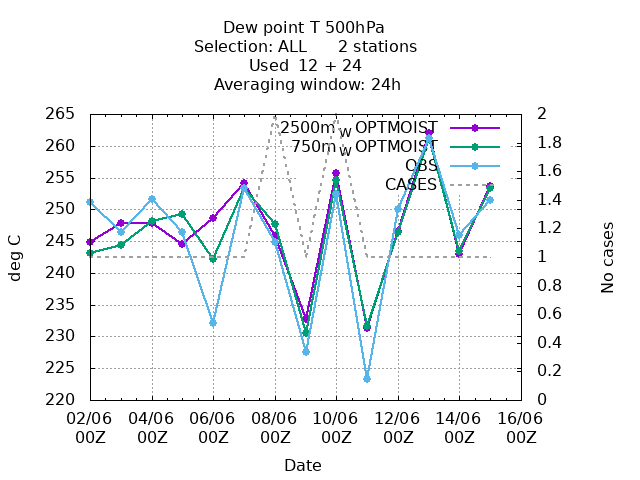 Dew point T 500hPa
Selection: ALL 2 stations
Used 12 + 24
Averaging window: 24h
2500m_W OPTMOIST
750m_W OPTMOIST
OBS
CASES
deg C
265
260
255
250
245
240
235
230
225
220
No cases
2
1.8
1.6
1.4
1.2
1
0.8
0.6
0.4
0.2
0
02/06 04/06 06/06 08/06 10/06 12/06 14/06 16/06
00Z 00Z 00Z 00Z 00Z 00Z 00Z 00Z
Date